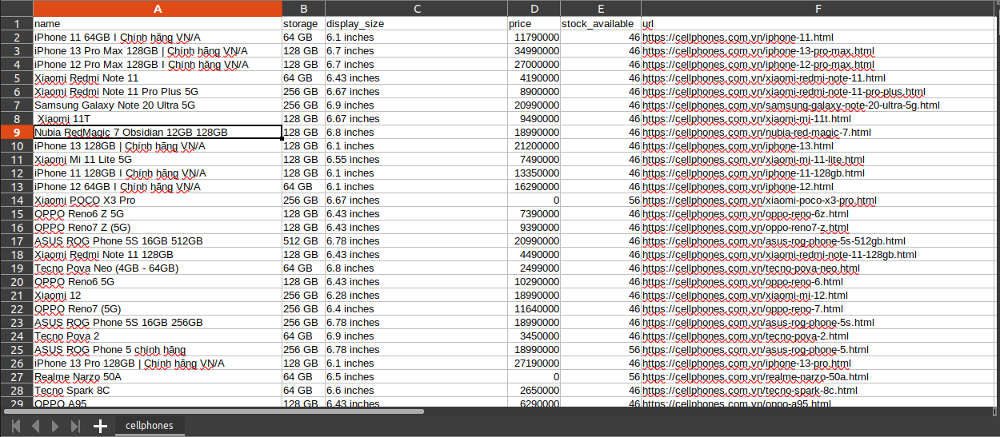 A B C D E F
1 name storage display_size price stock_available url
2 iPhone 11 64GB I Chính hãng VN/A 64 GB 6.1 inches 11790000 46 https://cellphones.com.vn/iphone-11.html
3 iPhone 13 Pro Max 128GB | Chính hãng VN/A 128 GB 6.7 inches 34990000 46 https://cellphones.com.vn/iphone-13-pro-max.html
4 iPhone 12 Pro Max 128GB I Chính hãng VN/A 128 GB 6.7 inches 27000000 46 https://cellphones.com.vn/iphone-12-pro-max.html
5 Xiaomi Redmi Note 11 64 GB 6.43 inches 4190000 46 https://cellphones.com.vn/xiaomi-redmi-note-11.html
6 Xiaomi Redmi Note 11 Pro Plus 5G 256 GB 6.67 inches 8900000 46 https://cellphones.com.vn/xiaomi-redmi-note-11-pro-plus.html
7 Samsung Galaxy Note 20 Ultra 5G 256 GB 6.9 inches 20990000 46 https://cellphones.com.vn/samsung-galaxy-note-20-ultra-5g.html
8 Xiaomi 11T 128 GB 6.67 inches 9490000 46 https://cellphones.com.vn/xiaomi-mi-11t.html
9 Nubia RedMagic 7 Obsidian 12GB 128GB 128 GB 6.8 inches 18990000 46 https://cellphones.com.vn/nubia-red-magic-7.html
10 iPhone 13 128GB | Chính hãng VN/A 128 GB 6.1 inches 21200000 46 https://cellphones.com.vn/iphone-13.html
11 Xiaomi Mi 11 Lite 5G 128 GB 6.55 inches 7490000 46 https://cellphones.com.vn/xiaomi-mi-11-lite.html
12 iPhone 11 128GB I Chính hãng VN/A 128 GB 6.1 inches 13350000 46 https://cellphones.com.vn/iphone-11-128gb.html
13 iPhone 12 64GB I Chính hãng VN/A 64 GB 6.1 inches 16290000 46 https://cellphones.com.vn/iphone-12.html
14 Xiaomi POCO X3 Pro 256 GB 6.67 inches 0 56 https://cellphones.com.vn/xiaomi-poco-x3-pro.html
15 OPPO Reno6 Z 5G 128 GB 6.43 inches 7390000 46 https://cellphones.com.vn/oppo-reno-6z.html
16 OPPO Reno7 Z (5G) 128 GB 6.43 inches 9390000 46 https://cellphones.com.vn/oppo-reno7-z.html
17 ASUS ROG Phone 5S 16GB 512GB 512 GB 6.78 inches 20990000 46 https://cellphones.com.vn/asus-rog-phone-5s-512gb.html
18 Xiaomi Redmi Note 11 128GB 128 GB 6.43 inches 4490000 46 https://cellphones.com.vn/xiaomi-redmi-note-11-128gb.html
19 Tecno Pova Neo (4GB - 64GB) 64 GB 6.8 inches 2499000 46 https://cellphones.com.vn/tecno-pova-neo.html
20 OPPO Reno6 5G 128 GB 6.43 inches 10290000 46 https://cellphones.com.vn/oppo-reno-6.html
21 Xiaomi 12 256 GB 6.28 inches 18990000 46 https://cellphones.com.vn/xiaomi-mi-12.html
22 OPPO Reno7 (5G) 256 GB 6.4 inches 11640000 46 https://cellphones.com.vn/oppo-reno-7.html
23 ASUS ROG Phone 5S 16GB 256GB 256 GB 6.78 inches 18990000 46 https://cellphones.com.vn/asus-rog-phone-5s.html
24 Tecno Pova 2 64 GB 6.9 inches 3450000 46 https://cellphones.com.vn/tecno-pova-2.html
25 ASUS ROG Phone 5 chính hãng 256 GB 6.78 inches 18990000 56 https://cellphones.com.vn/asus-rog-phone-5.html
26 iPhone 13 Pro 128GB | Chính hãng VN/A 128 GB 6.1 inches 27190000 46 https://cellphones.com.vn/iphone-13-pro.html
27 Realme Narzo 50A 64 GB 6.5 inches 0 56 https://cellphones.com.vn/realme-narzo-50a.html
28 Tecno Spark 8C 64 GB 6.6 inches 2650000 46 https://cellphones.com.vn/tecno-spark-8c.html
29 OPPO A95 128 GB 6.43 inches 6290000 46 https://cellphones.com.vn/oppo-a95.html
cellphones